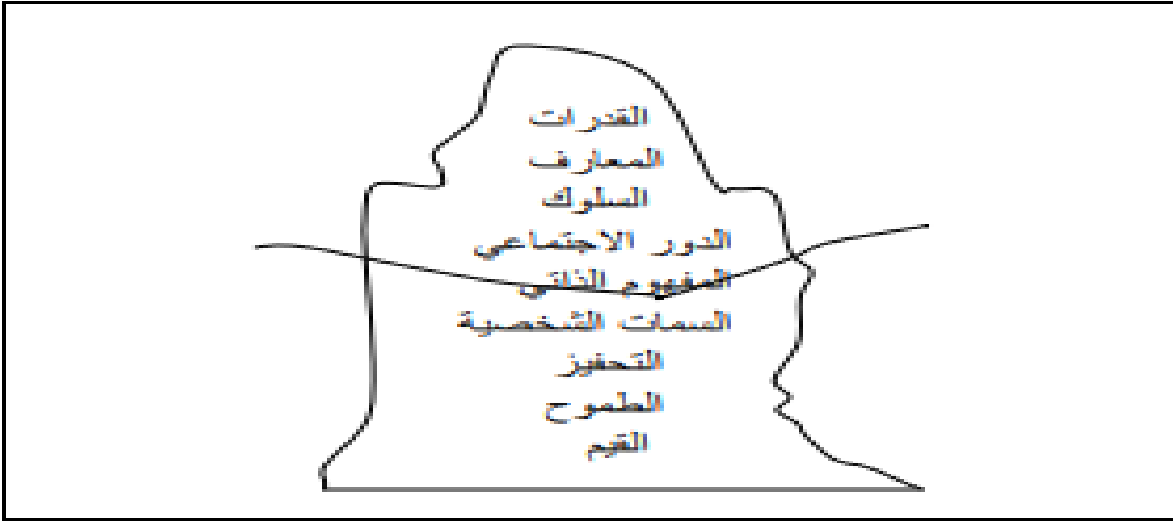 القدرات
المعارف
السلوك
الدور الاجتماعي
المفهوم الذاتي
السمات الشخصية
التحفيز
الطموح
القيم